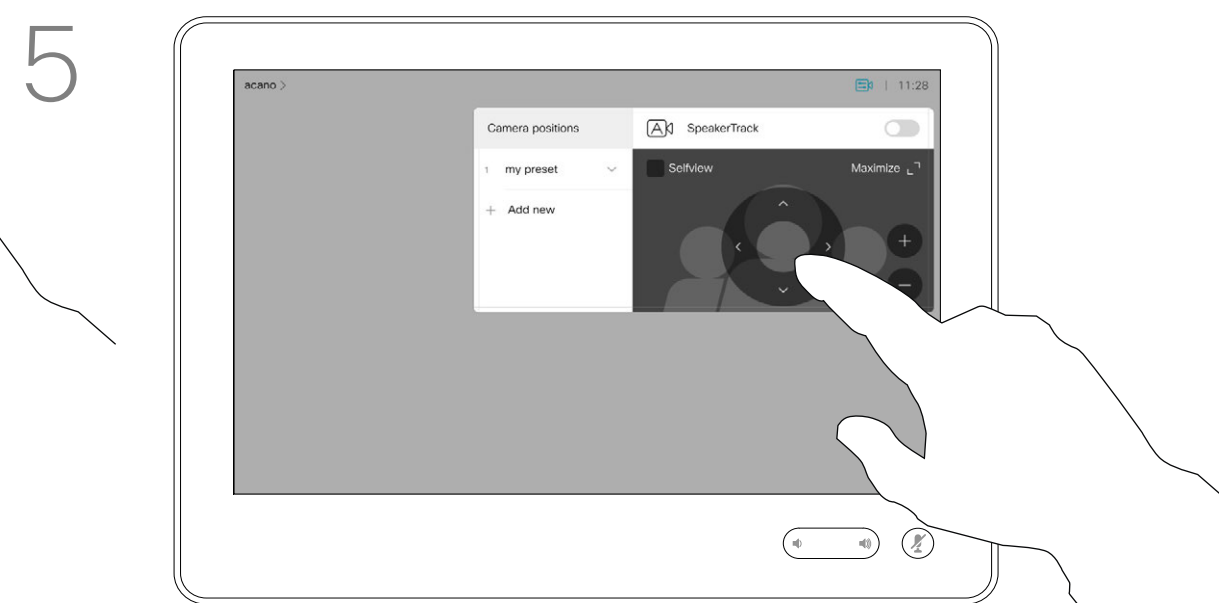 5
acano >
11:28
Camera positions
SpeakerTrack
1 my preset
Selfview
Maximize
+ Add new